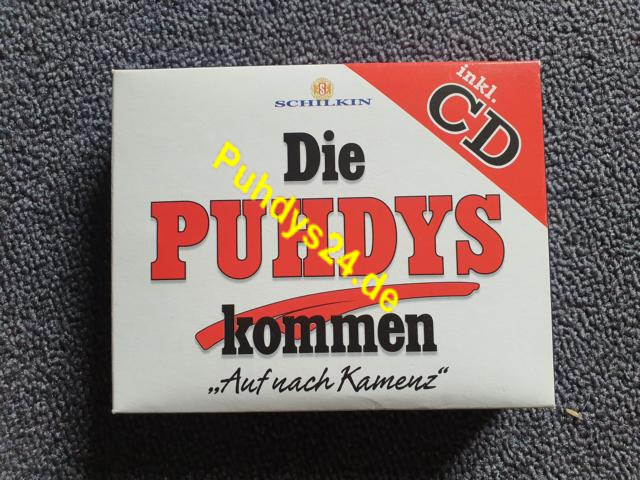 SCHILKIN
inkl.
CD
Die
PUHDYS
kommen
„Auf nach Kamenz“
Puhdys24.de